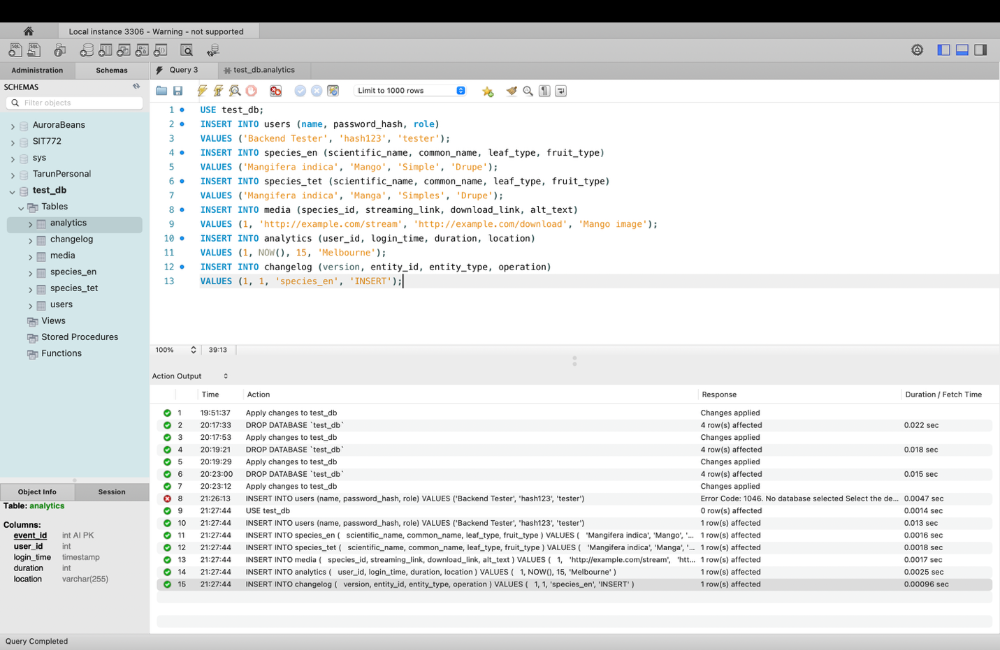 Local instance 3306 - Warning - not supported
Administration
Schemas
Query 3
test_db.analytics
SCHEMAS
Filter objects
Limit to 1000 rows
AuroraBeans
SIT772
sys
TarunPersonal
test_db
Tables
analytics
changelog
media
species_en
species_tet
users
Views
Stored Procedures
Functions
1 USE test_db;
2 INSERT INTO users (name, password_hash, role)
3 VALUES ('Backend Tester', 'hash123', 'tester');
4 INSERT INTO species_en (scientific_name, common_name, leaf_type, fruit_type)
5 VALUES ('Mangifera indica', 'Mango', 'Simple', 'Drupe');
6 INSERT INTO species_tet (scientific_name, common_name, leaf_type, fruit_type)
7 VALUES ('Mangifera indica', 'Manga', 'Simples', 'Drupe');
8 INSERT INTO media (species_id, streaming_link, download_link, alt_text)
9 VALUES (1, 'http://example.com/stream', 'http://example.com/download', 'Mango image');
10 INSERT INTO analytics (user_id, login_time, duration, location)
11 VALUES (1, NOW(), 15, 'Melbourne');
12 INSERT INTO changelog (version, entity_id, entity_type, operation)
13 VALUES (1, 1, 'species_en', 'INSERT');
100% 39:13
Action Output
Time Action Response Duration / Fetch Time
1 19:51:37 Apply changes to test_db Changes applied
2 20:17:33 DROP DATABASE `test_db` 4 row(s) affected 0.022 sec
3 20:17:53 Apply changes to test_db Changes applied
4 20:19:21 DROP DATABASE `test_db` 4 row(s) affected 0.018 sec
5 20:19:29 Apply changes to test_db Changes applied
6 20:23:00 DROP DATABASE `test_db` 4 row(s) affected 0.015 sec
7 20:23:12 Apply changes to test_db Changes applied
8 21:26:13 INSERT INTO users (name, password_hash, role) VALUES ('Backend Tester', 'hash123', 'tester') Error Code: 1046. No database selected Select the de... 0.0047 sec
9 21:27:44 USE test_db 0 row(s) affected 0.0014 sec
10 21:27:44 INSERT INTO users (name, password_hash, role) VALUES ('Backend Tester', 'hash123', 'tester') 1 row(s) affected 0.013 sec
11 21:27:44 INSERT INTO species_en ( scientific_name, common_name, leaf_type, fruit_type ) VALUES ( 'Mangifera indica', 'Mango', '... 1 row(s) affected 0.0016 sec
12 21:27:44 INSERT INTO species_tet ( scientific_name, common_name, leaf_type, fruit_type ) VALUES ( 'Mangifera indica', 'Manga', '... 1 row(s) affected 0.0018 sec
13 21:27:44 INSERT INTO media ( species_id, streaming_link, download_link, alt_text ) VALUES ( 1, 'http://example.com/stream', 'htt... 1 row(s) affected 0.0017 sec
14 21:27:44 INSERT INTO analytics ( user_id, login_time, duration, location ) VALUES ( 1, NOW(), 15, 'Melbourne' ) 1 row(s) affected 0.0025 sec
15 21:27:44 INSERT INTO changelog ( version, entity_id, entity_type, operation ) VALUES ( 1, 1, 'species_en', 'INSERT' ) 1 row(s) affected 0.00096 sec
Object Info
Session
Table: analytics
Columns:
event_id int AI PK
user_id int
login_time timestamp
duration int
location varchar(255)
Query Completed